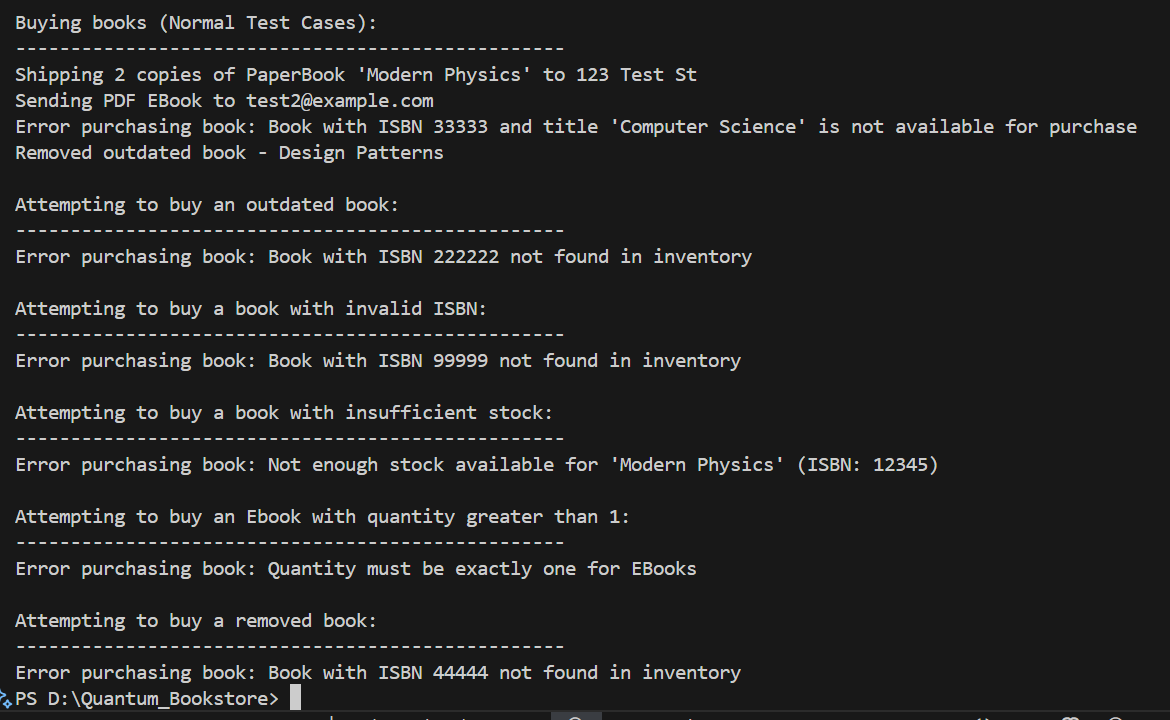 Buying books (Normal Test Cases):
--------------------------------------------------
Shipping 2 copies of PaperBook 'Modern Physics' to 123 Test St
Sending PDF EBook to test2@example.com
Error purchasing book: Book with ISBN 33333 and title 'Computer Science' is not available for purchase
Removed outdated book - Design Patterns

Attempting to buy an outdated book:
--------------------------------------------------
Error purchasing book: Book with ISBN 222222 not found in inventory

Attempting to buy a book with invalid ISBN:
--------------------------------------------------
Error purchasing book: Book with ISBN 99999 not found in inventory

Attempting to buy a book with insufficient stock:
--------------------------------------------------
Error purchasing book: Not enough stock available for 'Modern Physics' (ISBN: 12345)

Attempting to buy an Ebook with quantity greater than 1:
--------------------------------------------------
Error purchasing book: Quantity must be exactly one for EBooks

Attempting to buy a removed book:
--------------------------------------------------
Error purchasing book: Book with ISBN 44444 not found in inventory
PS D:\Quantum_Bookstore>